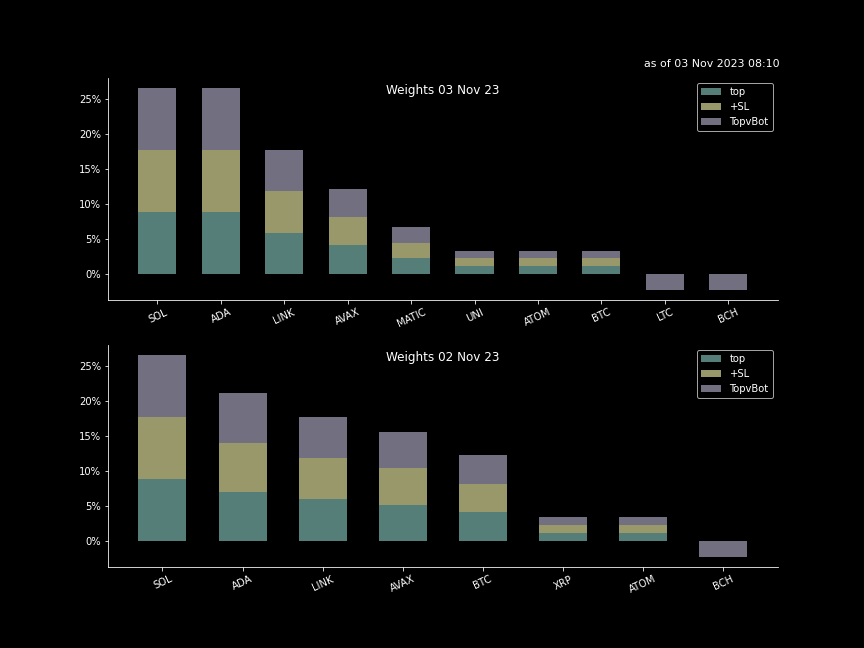 as of 03 Nov 2023 08:10
Weights 03 Nov 23
top
+SL
TopvBot
25%
20%
15%
10%
5%
0%
SOL ADA LINK AVAX MATIC UNI ATOM BTC LTC BCH
Weights 02 Nov 23
top
+SL
TopvBot
25%
20%
15%
10%
5%
0%
SOL ADA LINK AVAX BTC XRP ATOM BCH